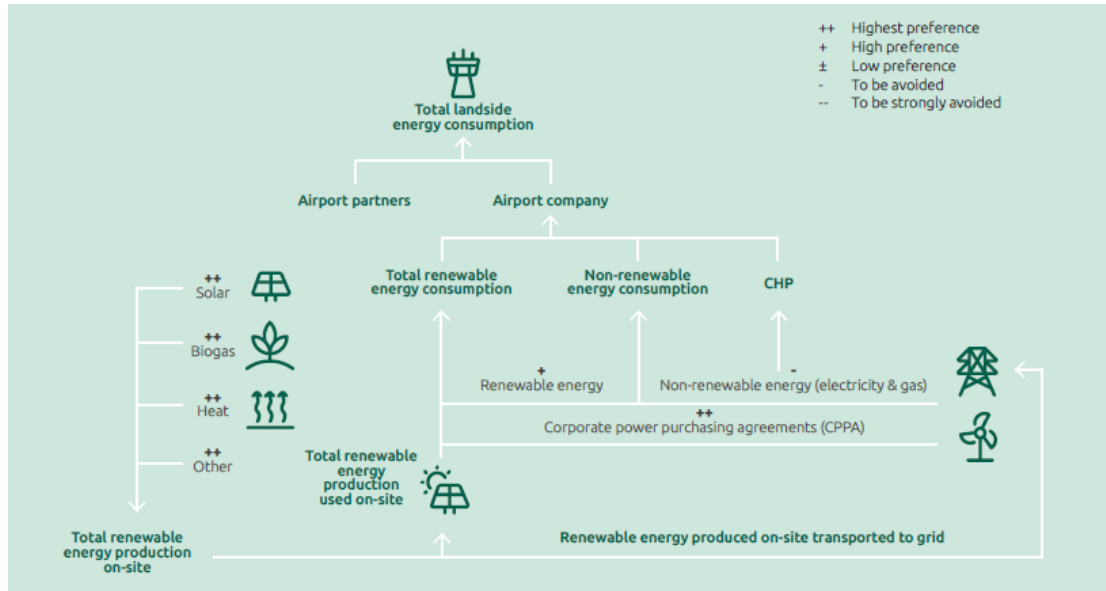 ++ Highest preference
+ High preference
± Low preference
- To be avoided
-- To be strongly avoided
Total landside
energy consumption
Airport partners
Airport company
Total renewable
energy consumption
Non-renewable
energy consumption
CHP
++
Solar
++
Biogas
++
Heat
++
Other
+
Renewable energy
-
Non-renewable energy (electricity & gas)
++
Corporate power purchasing agreements (CPPA)
Total renewable
energy
production
used on-site
Total renewable
energy production
on-site
Renewable energy produced on-site transported to grid